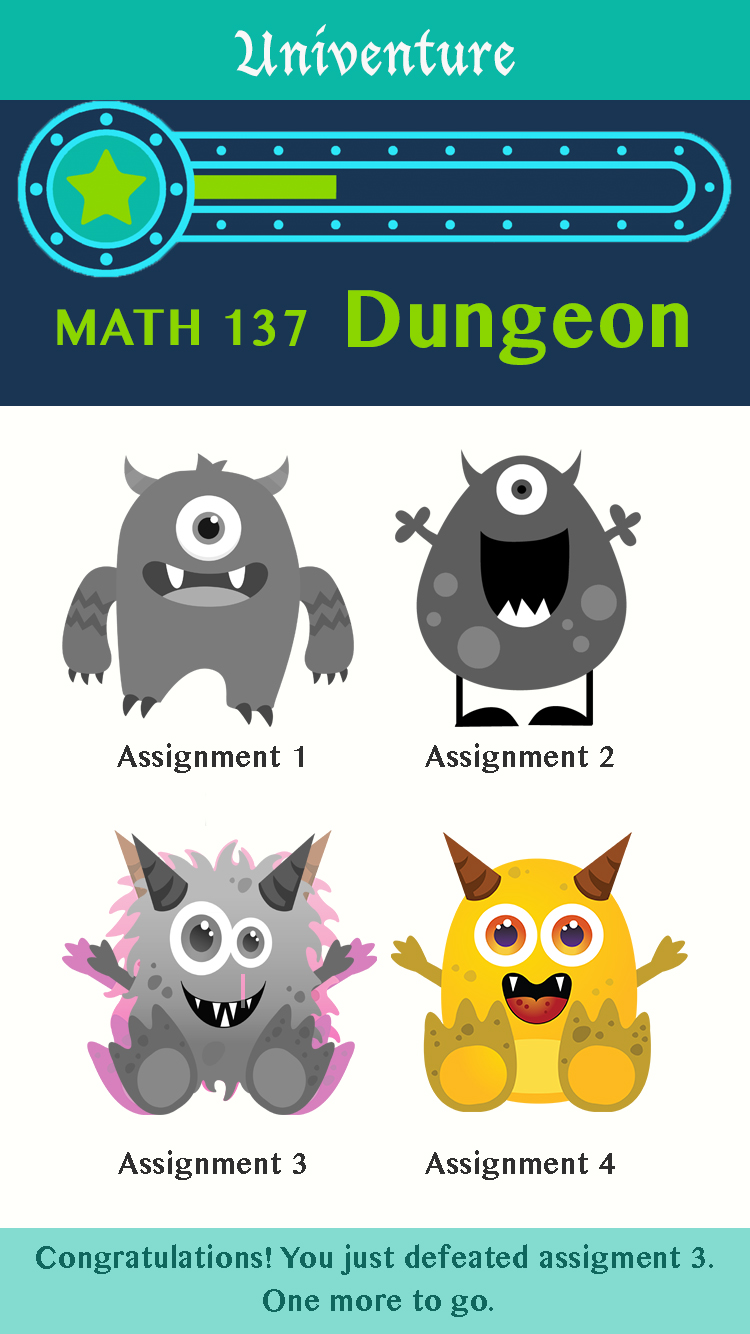 Univenture
MATH 137 Dungeon
Assignment 1
Assignment 2
Assignment 3
Assignment 4
Congratulations! You just defeated assigment 3.
One more to go.